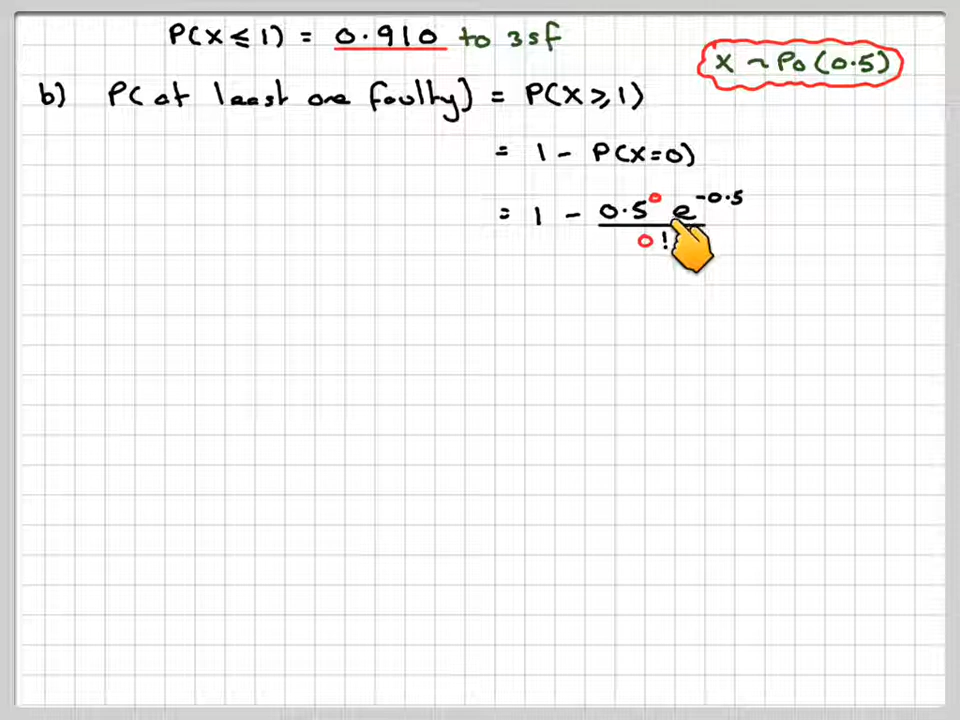 P(X ≤ 1) = 0.910 to 3sf
X ~ Po(0.5)
b) P(at least one faulty) = P(X ≥ 1)
= 1 - P(X=0)
= 1 - 0.5⁰ e^-0.5
0!